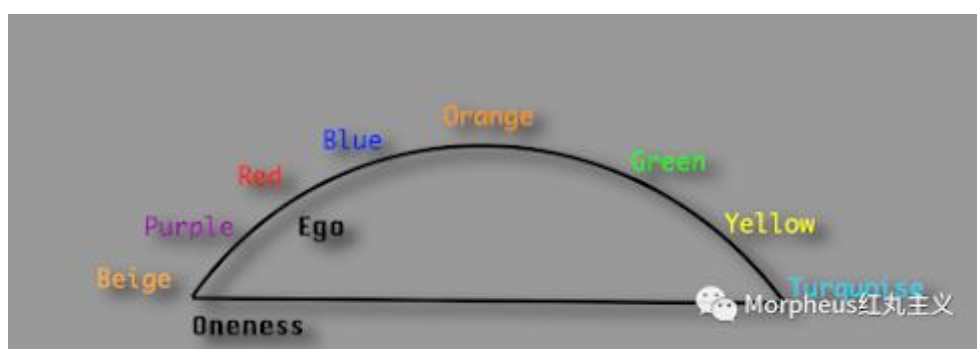 Orange
Blue
Green
Red
Purple
Ego
Yellow
Beige
Turquoise
Morpheus红丸主义
Oneness